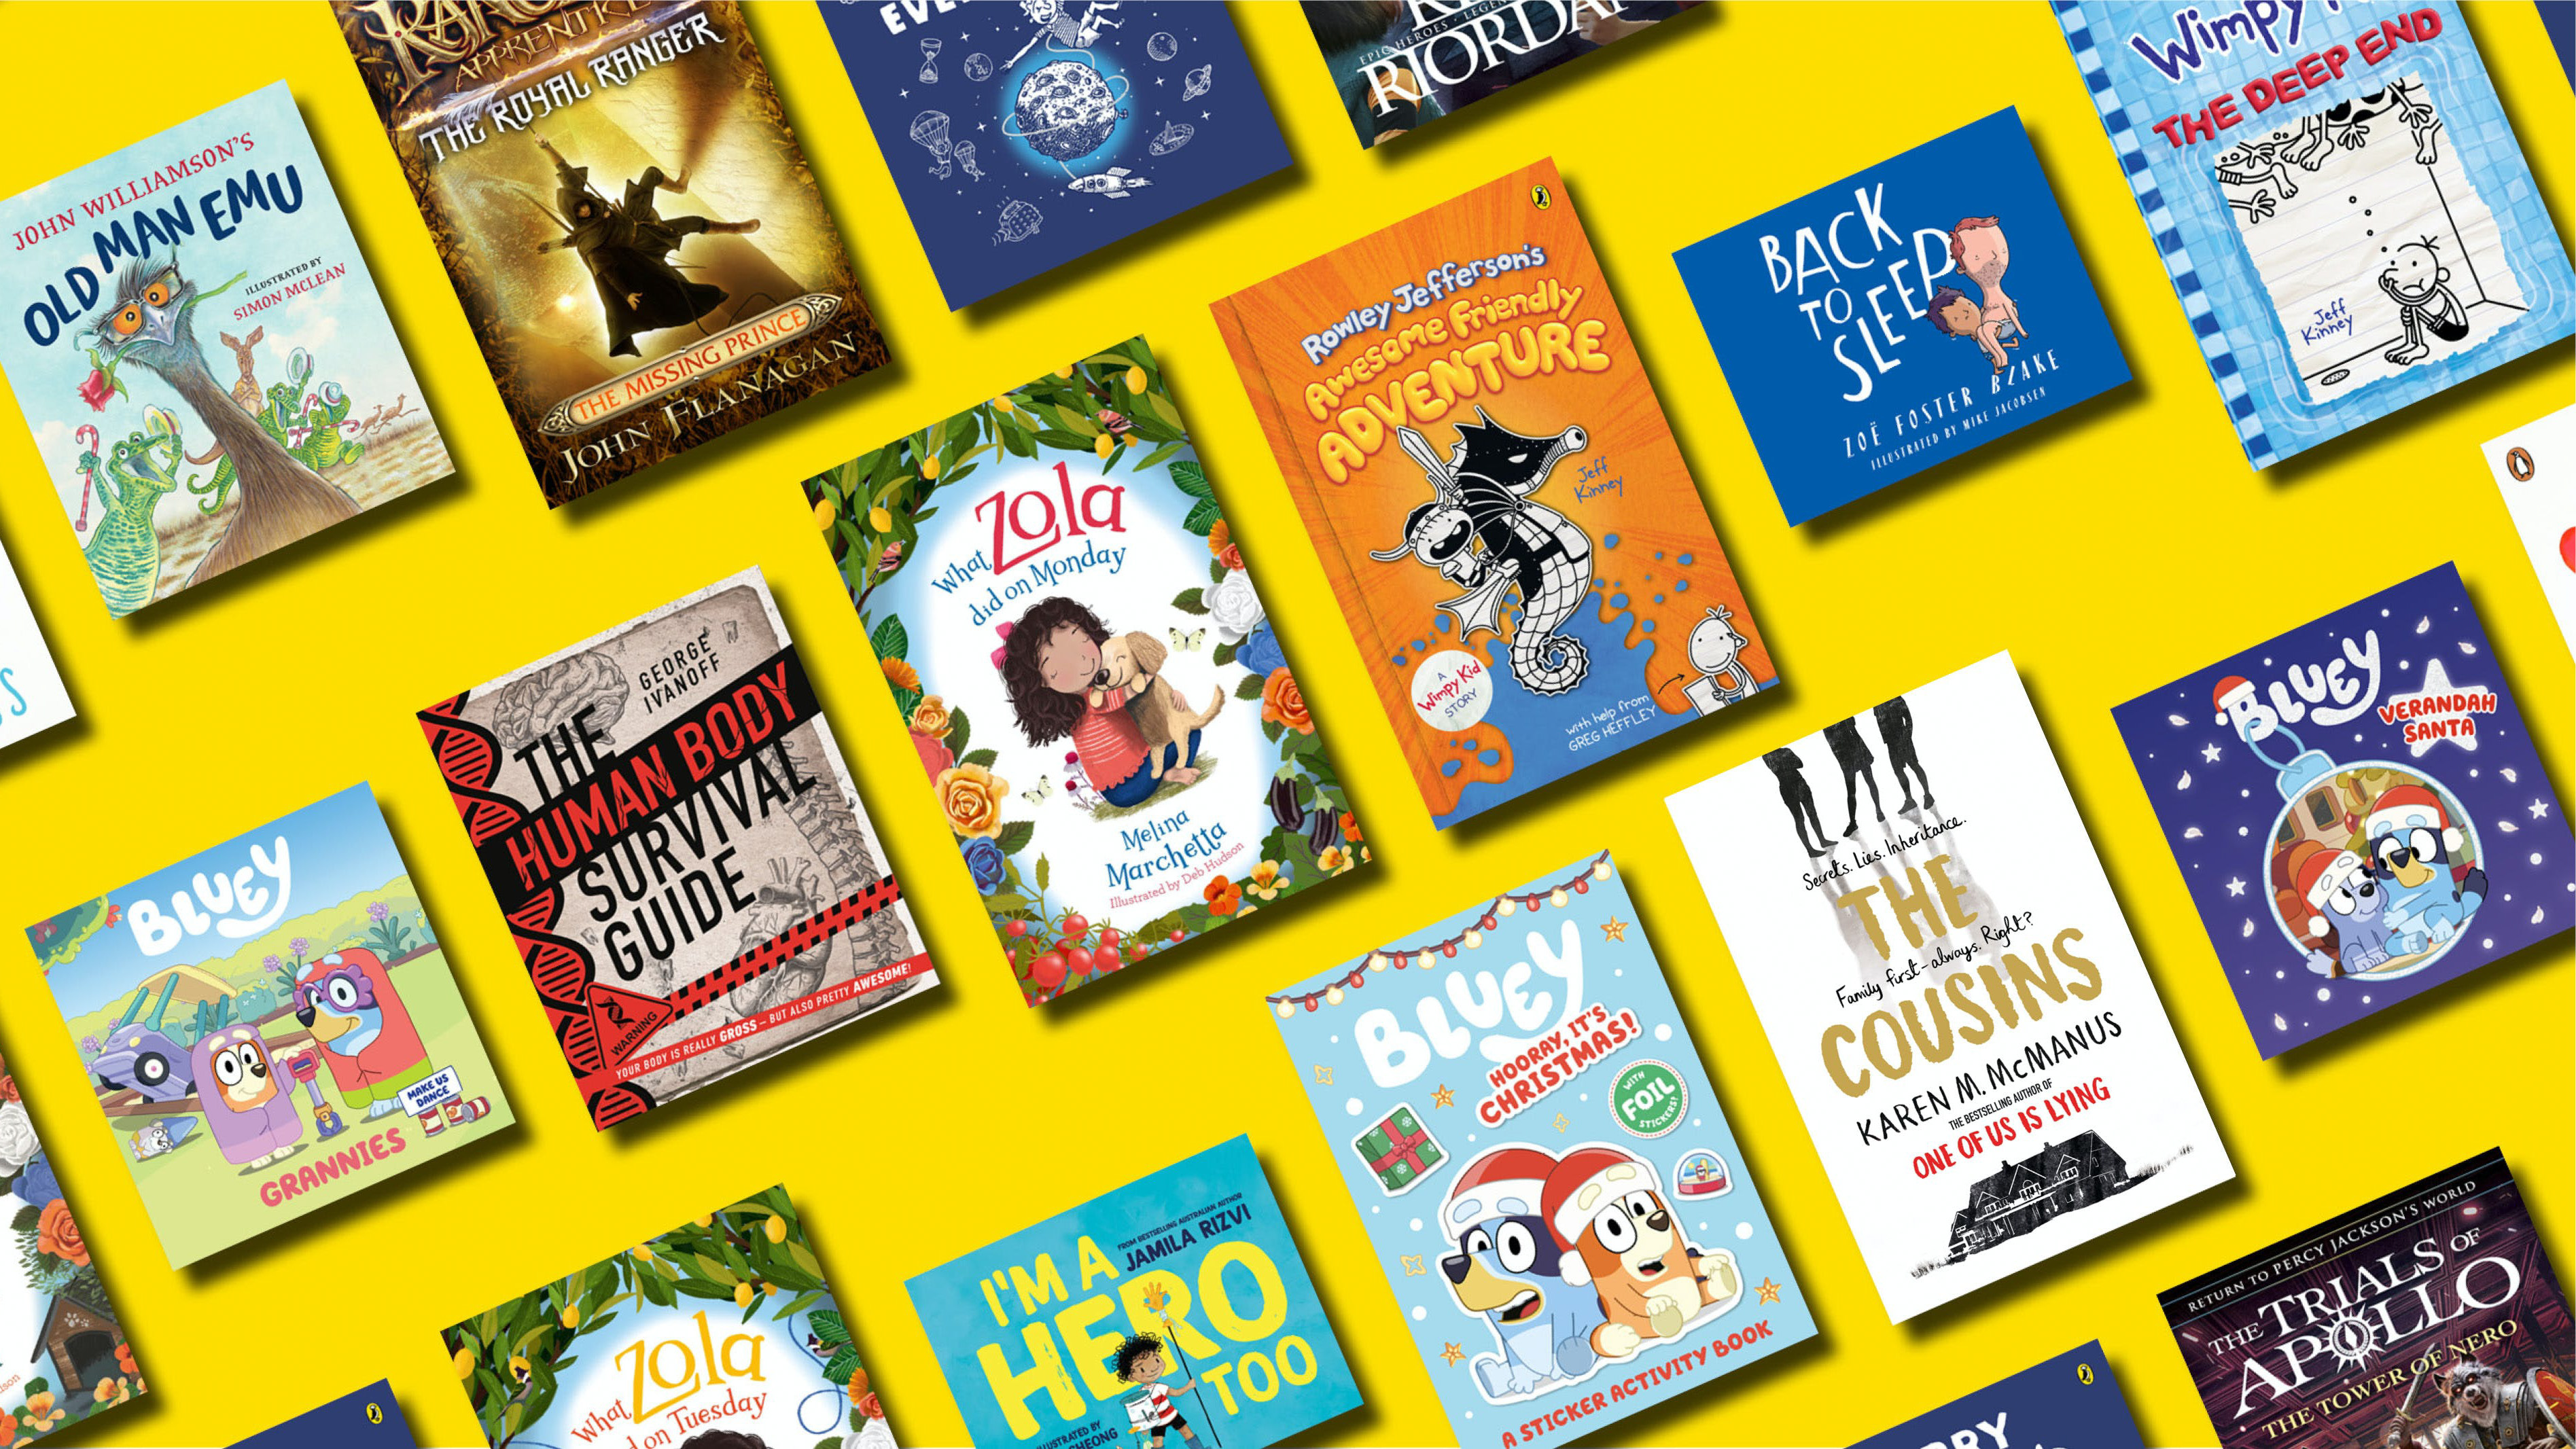 JOHN WILLIAMSON'S
OLD MAN EMU
ILLUSTRATED BY
SIMON MCLEAN
APPRENTICE
THE ROYAL RANGER
THE MISSING PRINCE
JOHN FLANAGAN
EPIC HEROES • LEGEN
RIORDAN
Wimpy
THE DEEP END
Jeff
Kinney
Rowley Jefferson's
Awesome Friendly
ADVENTURE
Jeff
Kinney
A
Wimpy Kid
STORY
with help from
GREG HEFFLEY
BACK
TO
SLEEP
ZOË FOSTER BLAKE
ILLUSTRATED BY MIKE JACOBSEN
What Zola
did on Monday
Melina
Marchetta
Illustrated by Deb Hudson
GEORGE
IVANOFF
THE
HUMAN BODY
SURVIVAL
GUIDE
WARNING
YOUR BODY IS REALLY GROSS – BUT ALSO PRETTY AWESOME!
BLUEY
MAKE US
DANCE
GRANNIES
BLUEY
VERANDAH
SANTA
Secrets. Lies. Inheritance.
THE
Family first – always. Right?
COUSINS
KAREN M. McMANUS
THE BESTSELLING AUTHOR OF
ONE OF US IS LYING
BLUEY
HOORAY, IT'S
CHRISTMAS!
WITH
FOIL
STICKERS!
A STICKER ACTIVITY BOOK
FROM BESTSELLING AUSTRALIAN AUTHOR
JAMILA RIZVI
I'M A
HERO
TOO
ILLUSTRATED BY
CHEONG
What Zola
d on Tuesday
RETURN TO PERCY JACKSON'S WORLD
THE TRIALS OF
APOLLO
THE TOWER OF NERO